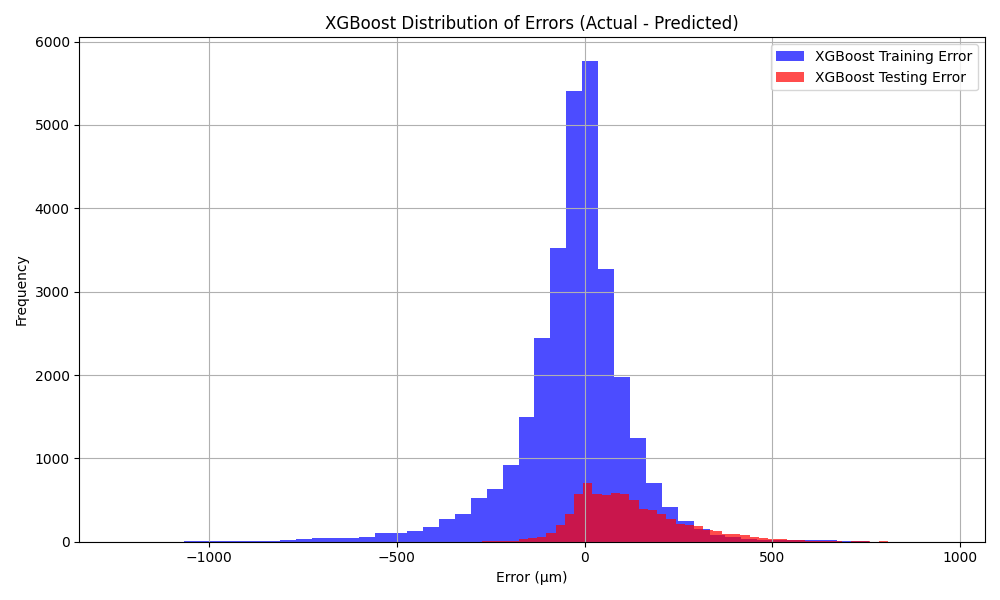 XGBoost Distribution of Errors (Actual - Predicted)
XGBoost Training Error
XGBoost Testing Error
6000
5000
4000
3000
2000
1000
0
Frequency
−1000
−500
0
500
1000
Error (μm)